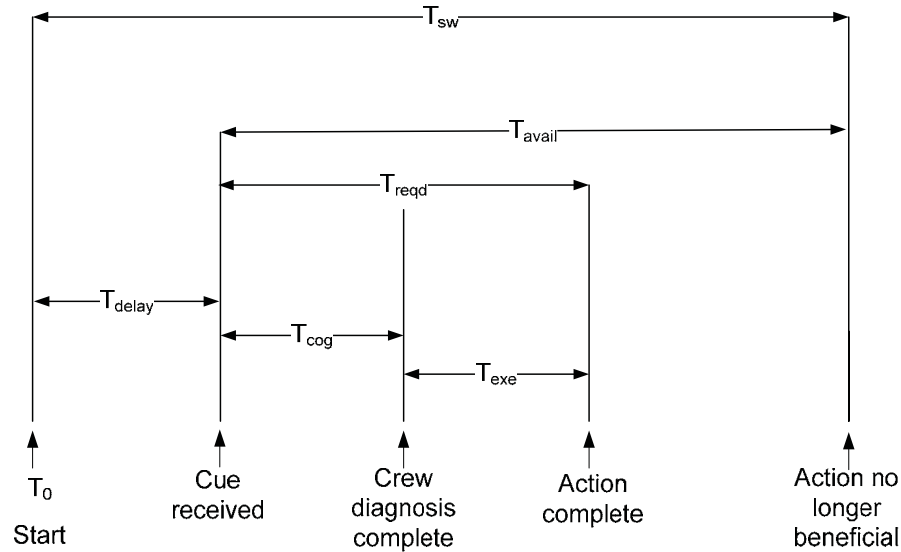 Tsw
Tavail
Treqd
Tdelay
Tcog
Texe
T0
Start
Cue
received
Crew
diagnosis
complete
Action
complete
Action no
longer
beneficial